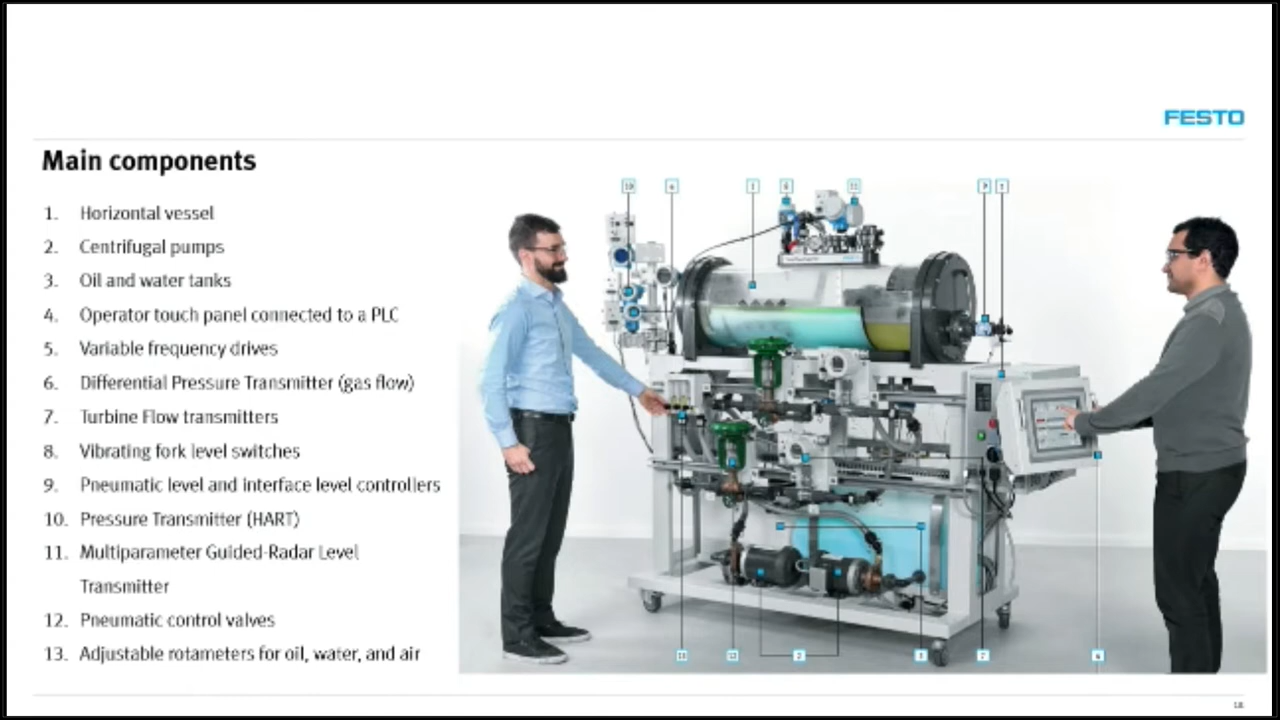 FESTO
Main components
1. Horizontal vessel
2. Centrifugal pumps
3. Oil and water tanks
4. Operator touch panel connected to a PLC
5. Variable frequency drives
6. Differential Pressure Transmitter (gas flow)
7. Turbine Flow transmitters
8. Vibrating fork level switches
9. Pneumatic level and interface level controllers
10. Pressure Transmitter (HART)
11. Multiparameter Guided-Radar Level
Transmitter
12. Pneumatic control valves
13. Adjustable rotameters for oil, water, and air